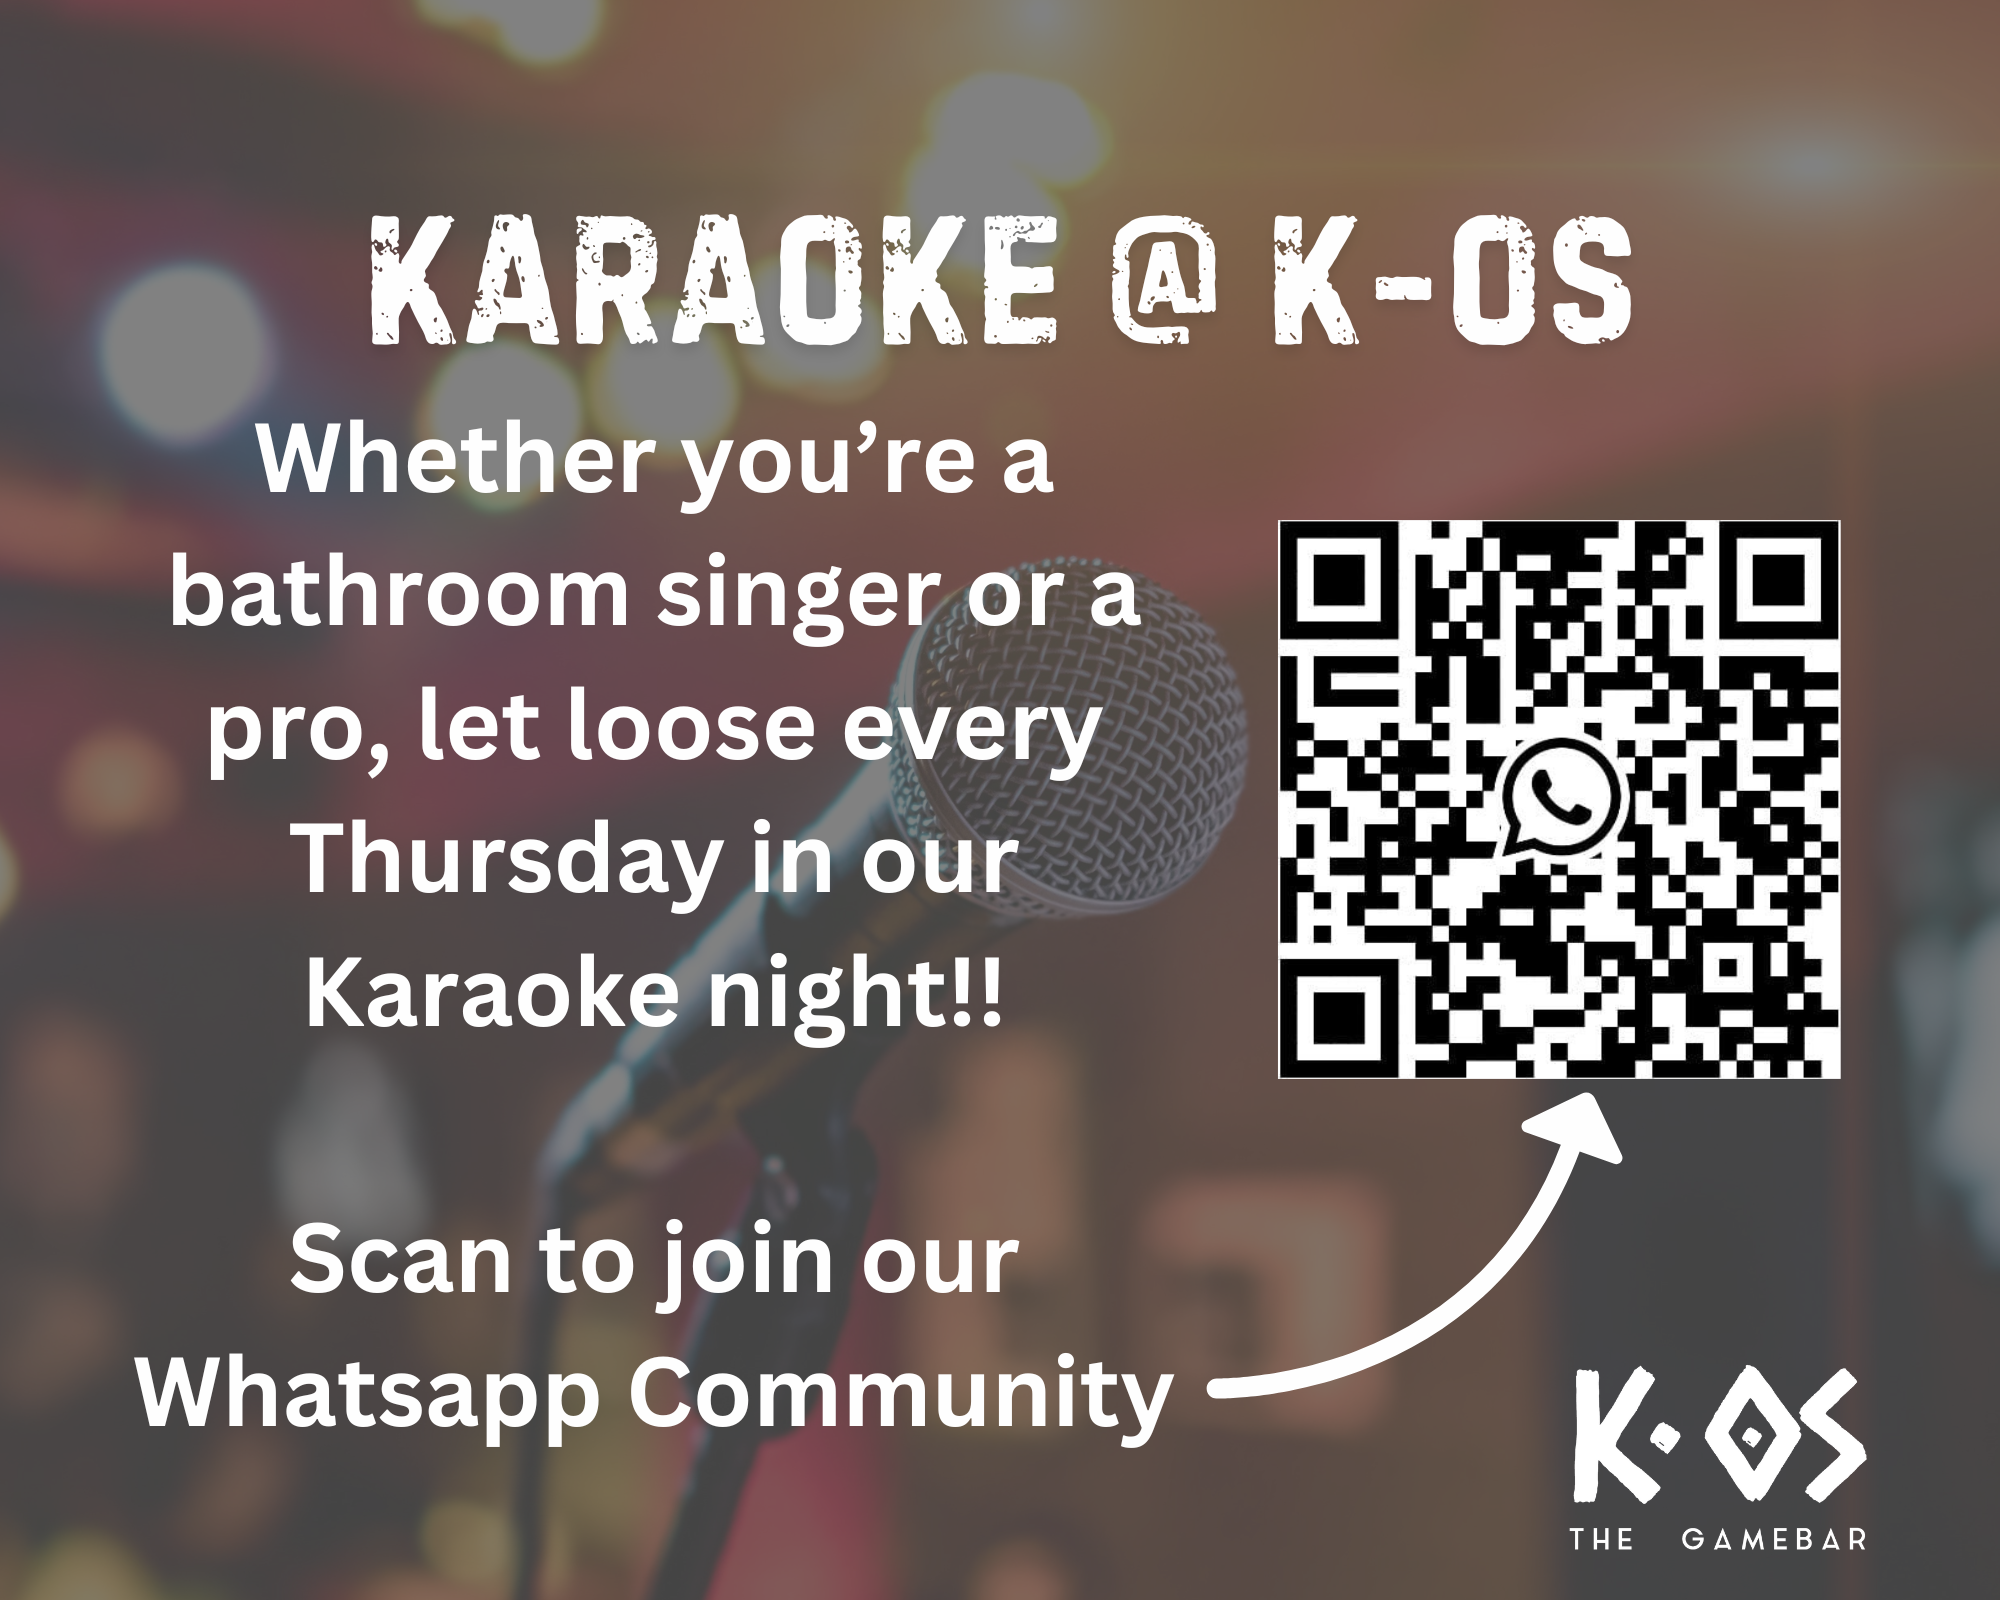 KARAOKE @ K-OS
Whether you’re a
bathroom singer or a
pro, let loose every
Thursday in our
Karaoke night!!
Scan to join our
Whatsapp Community
K·OS
THE GAMEBAR